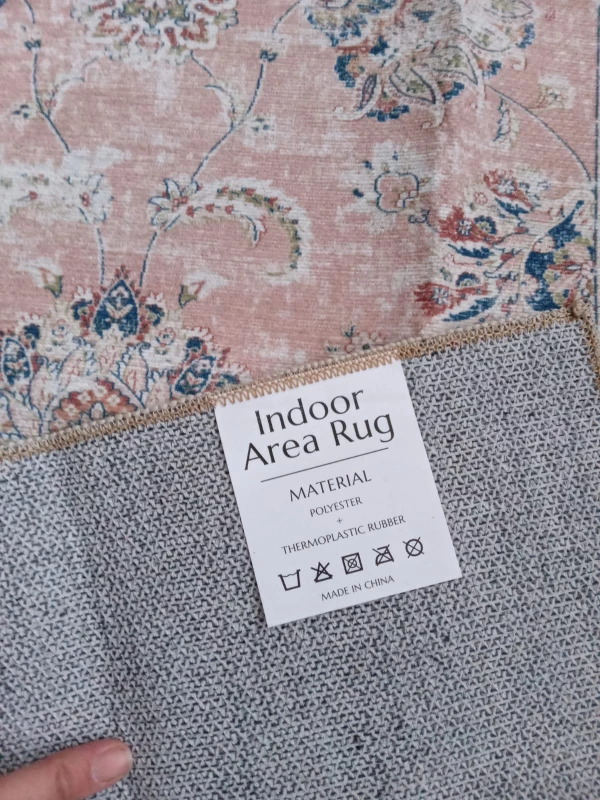 Indoor
Area Rug
MATERIAL
POLYESTER
+
THERMOPLASTIC RUBBER
MADE IN CHINA